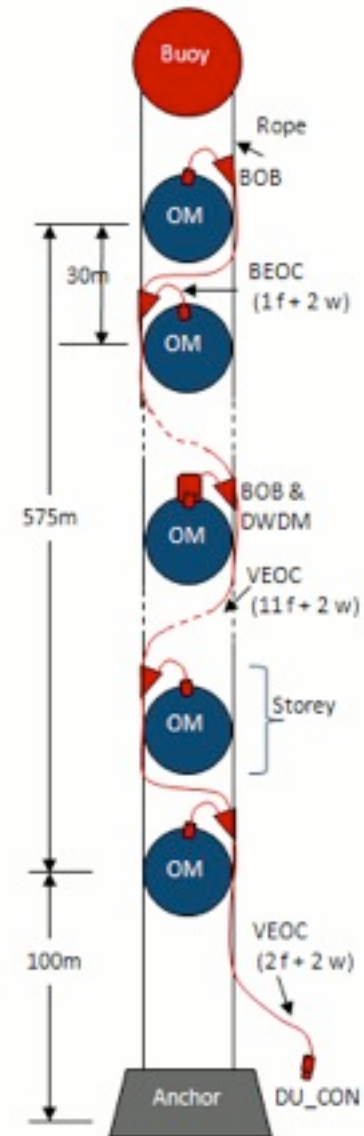 Buoy
Rope
BOB
OM
30m
BEOC
(1 f + 2 w)
OM
575m
BOB &
DWDM
OM
VEOC
(11 f + 2 w)
OM
Storey
OM
100m
VEOC
(2 f + 2 w)
Anchor
DU_CON